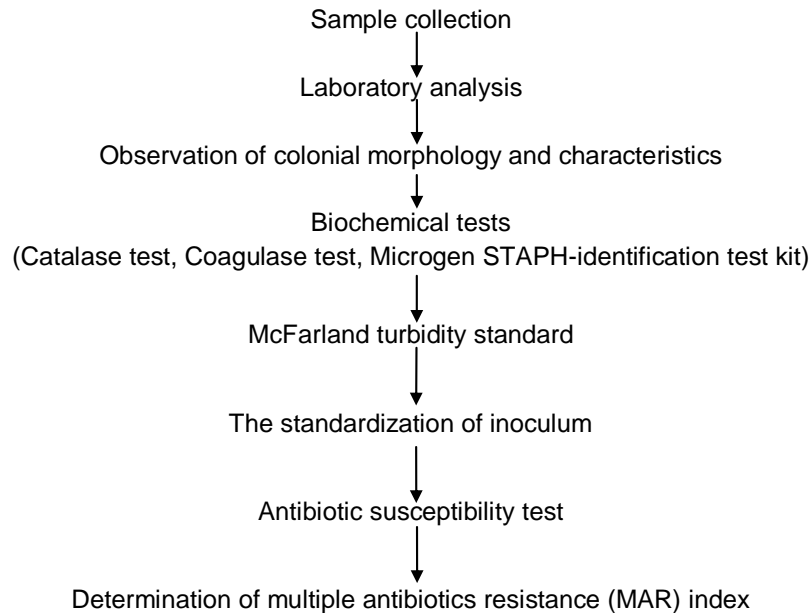 Sample collection
Laboratory analysis
Observation of colonial morphology and characteristics
Biochemical tests
(Catalase test, Coagulase test, Microgen STAPH-identification test kit)
McFarland turbidity standard
The standardization of inoculum
Antibiotic susceptibility test
Determination of multiple antibiotics resistance (MAR) index